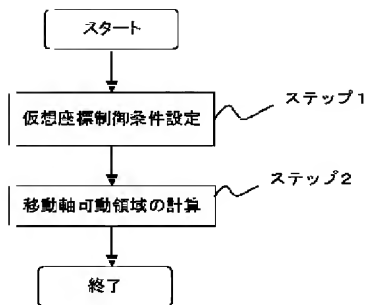 スタート
仮想座標制御条件設定
ステップ1
移動軸可動領域の計算
ステップ2
終了